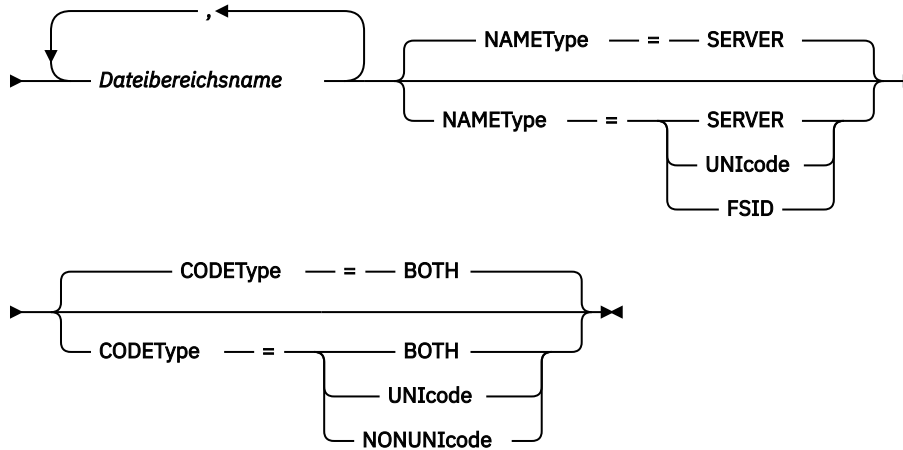 ,
NAMEType = SERVER
Dateibereichsname
NAMEType = SERVER
UNIcode
FSID
CODEType = BOTH
CODEType = BOTH
UNIcode
NONUNIcode